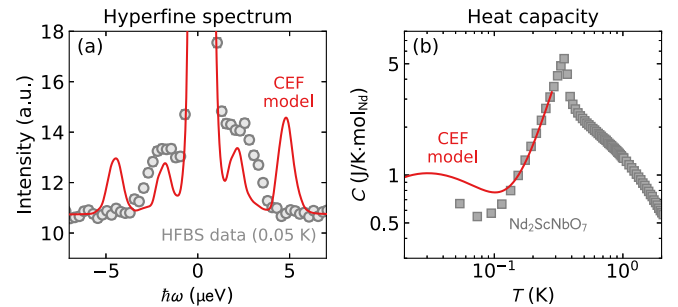 Hyperfine spectrum
(a)
CEF
model
HFBS data (0.05 K)
Intensity (a.u.)
16
14
12
10
−5
0
5
ħω (μeV)
Heat capacity
(b)
CEF
model
Nd₂ScNbO₇
C (J/K·mol_Nd)
5
1
0.5
10⁻¹
10⁰
T (K)